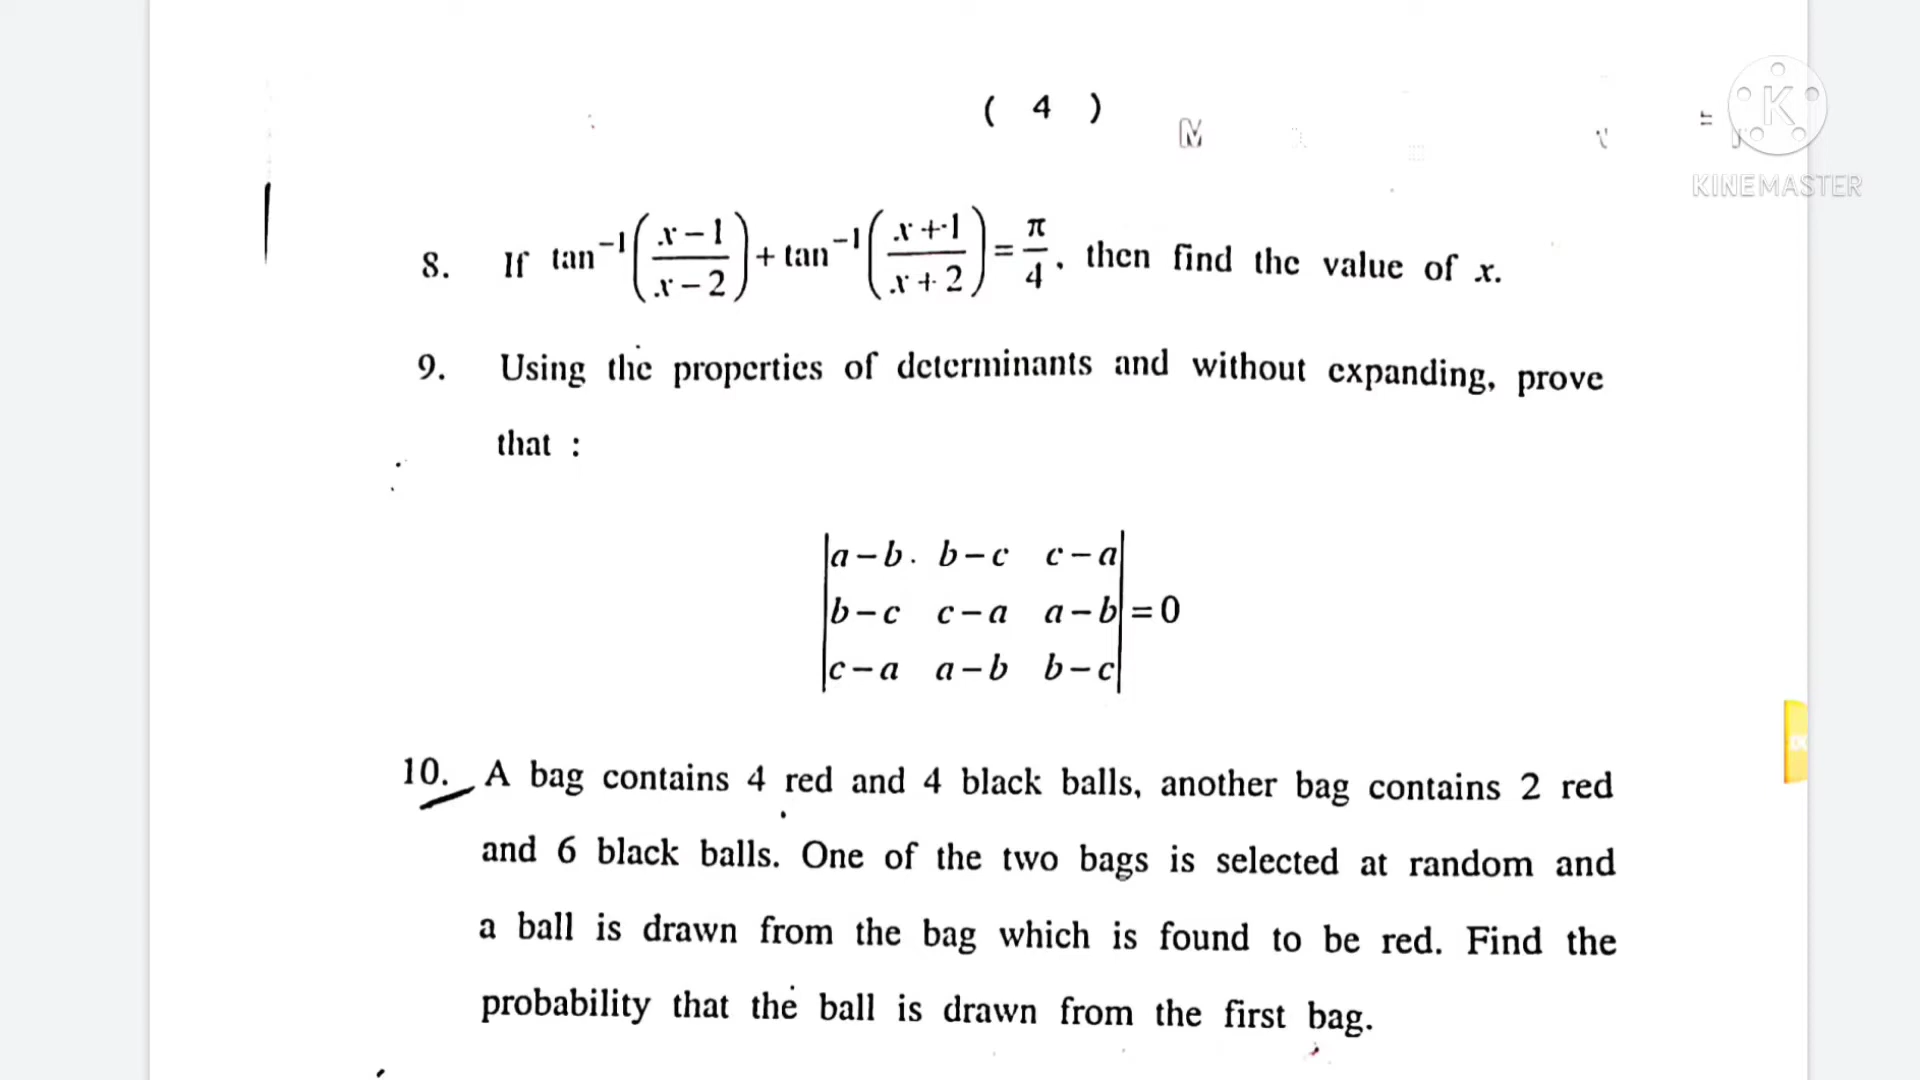 ( 4 )
KINEMASTER
8. If tan⁻¹((x−1)/(x−2)) + tan⁻¹((x+1)/(x+2)) = π/4, then find the value of x.
9. Using the properties of determinants and without expanding, prove
that :
|a−b b−c c−a|
|b−c c−a a−b| = 0
|c−a a−b b−c|
10. A bag contains 4 red and 4 black balls, another bag contains 2 red
and 6 black balls. One of the two bags is selected at random and
a ball is drawn from the bag which is found to be red. Find the
probability that the ball is drawn from the first bag.